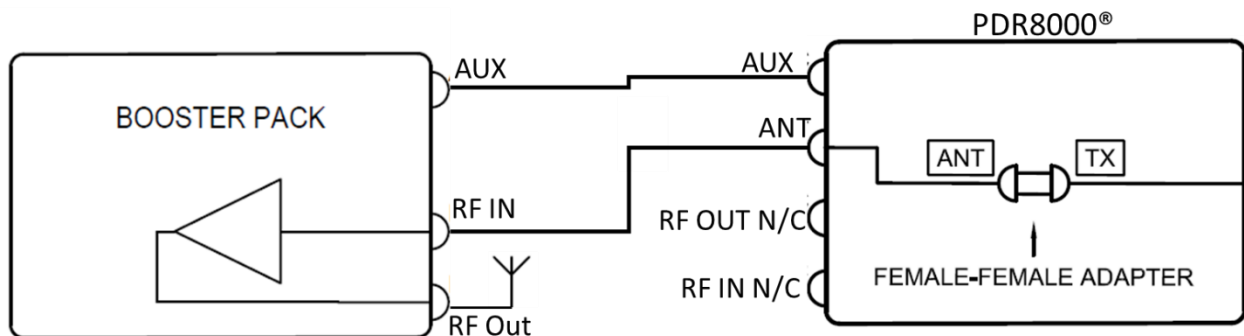 PDR8000®
AUX
AUX
BOOSTER PACK
ANT
ANT
TX
RF IN
RF OUT N/C
FEMALE-FEMALE ADAPTER
RF IN N/C
RF Out